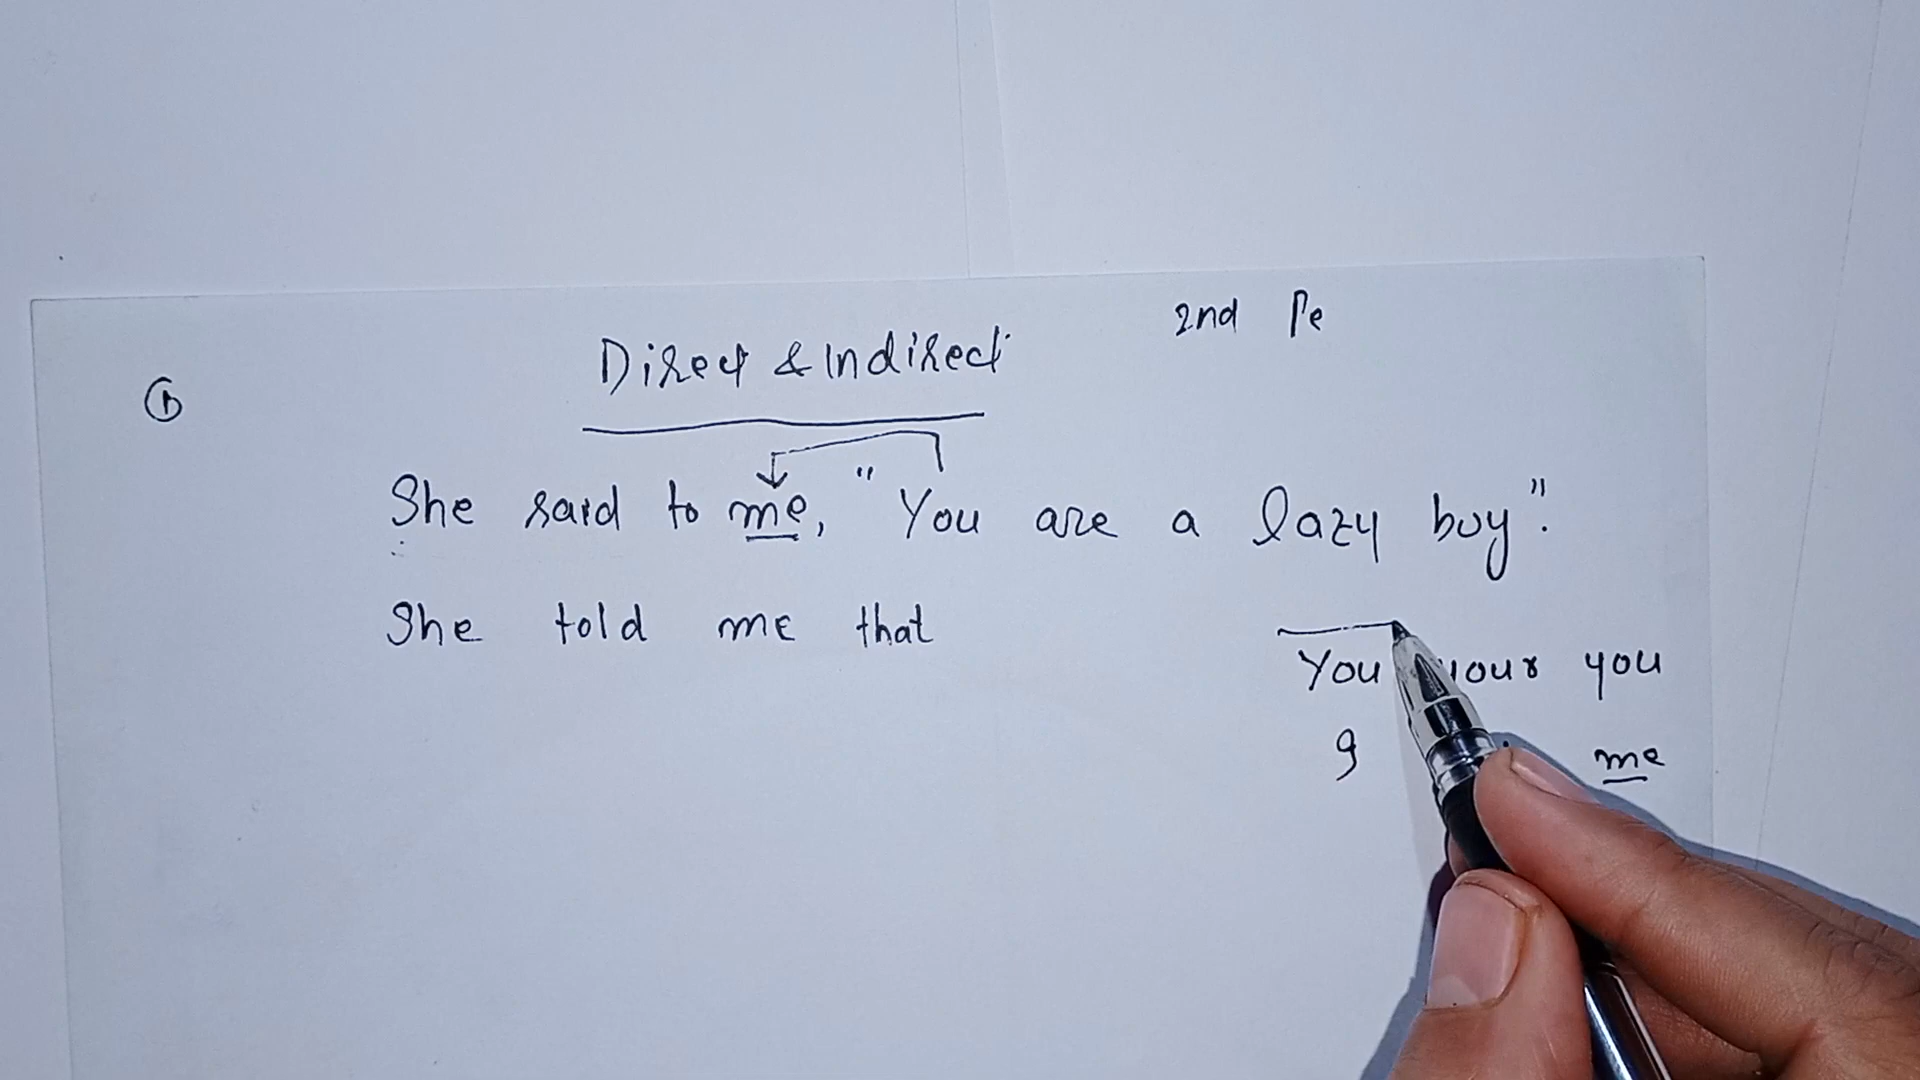 2nd Pe
Direct & Indirect
①
She said to me, "You are a lazy boy".
She told me that
You your you
I me